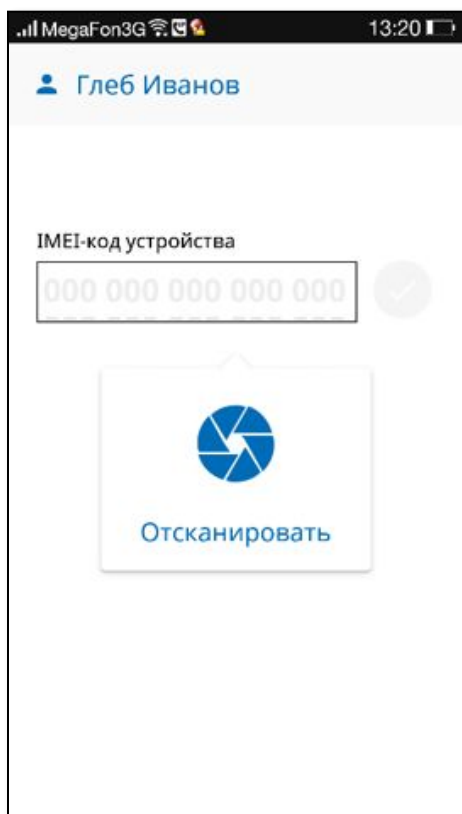 MegaFon3G 13:20
Глеб Иванов
IMEI-код устройства
000 000 000 000 000
Отсканировать